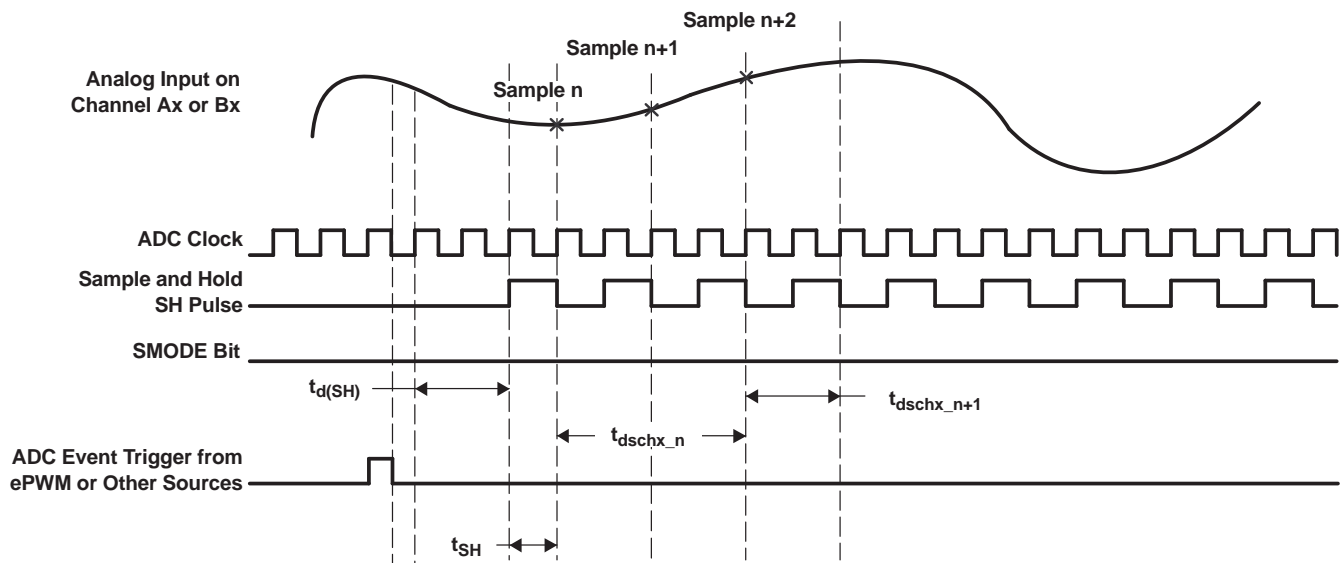 Sample n+2
Sample n+1
Analog Input on
Channel Ax or Bx
Sample n
ADC Clock
Sample and Hold
SH Pulse
SMODE Bit
td(SH)
tdschx_n+1
tdschx_n
ADC Event Trigger from
ePWM or Other Sources
tSH